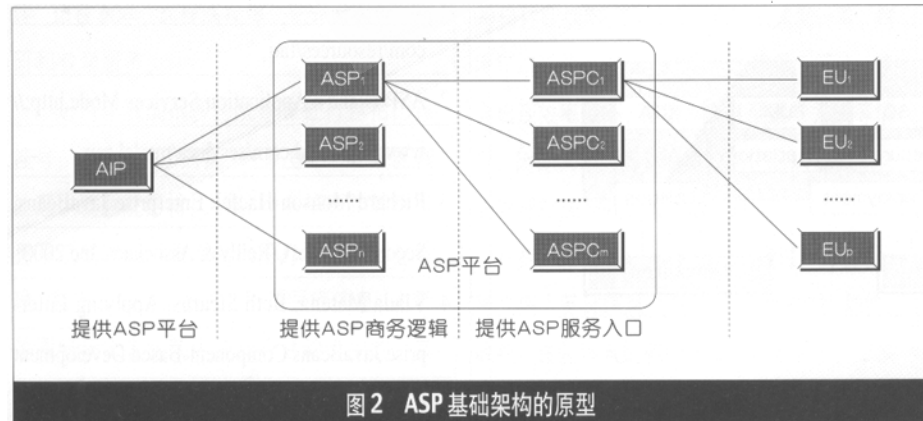 AIP
ASP₁
ASP₂
······
ASPₙ
ASPC₁
ASPC₂
······
ASPCₘ
ASP平台
EU₁
EU₂
······
EUₚ
提供ASP平台
提供ASP商务逻辑
提供ASP服务入口
图2 ASP基础架构的原型